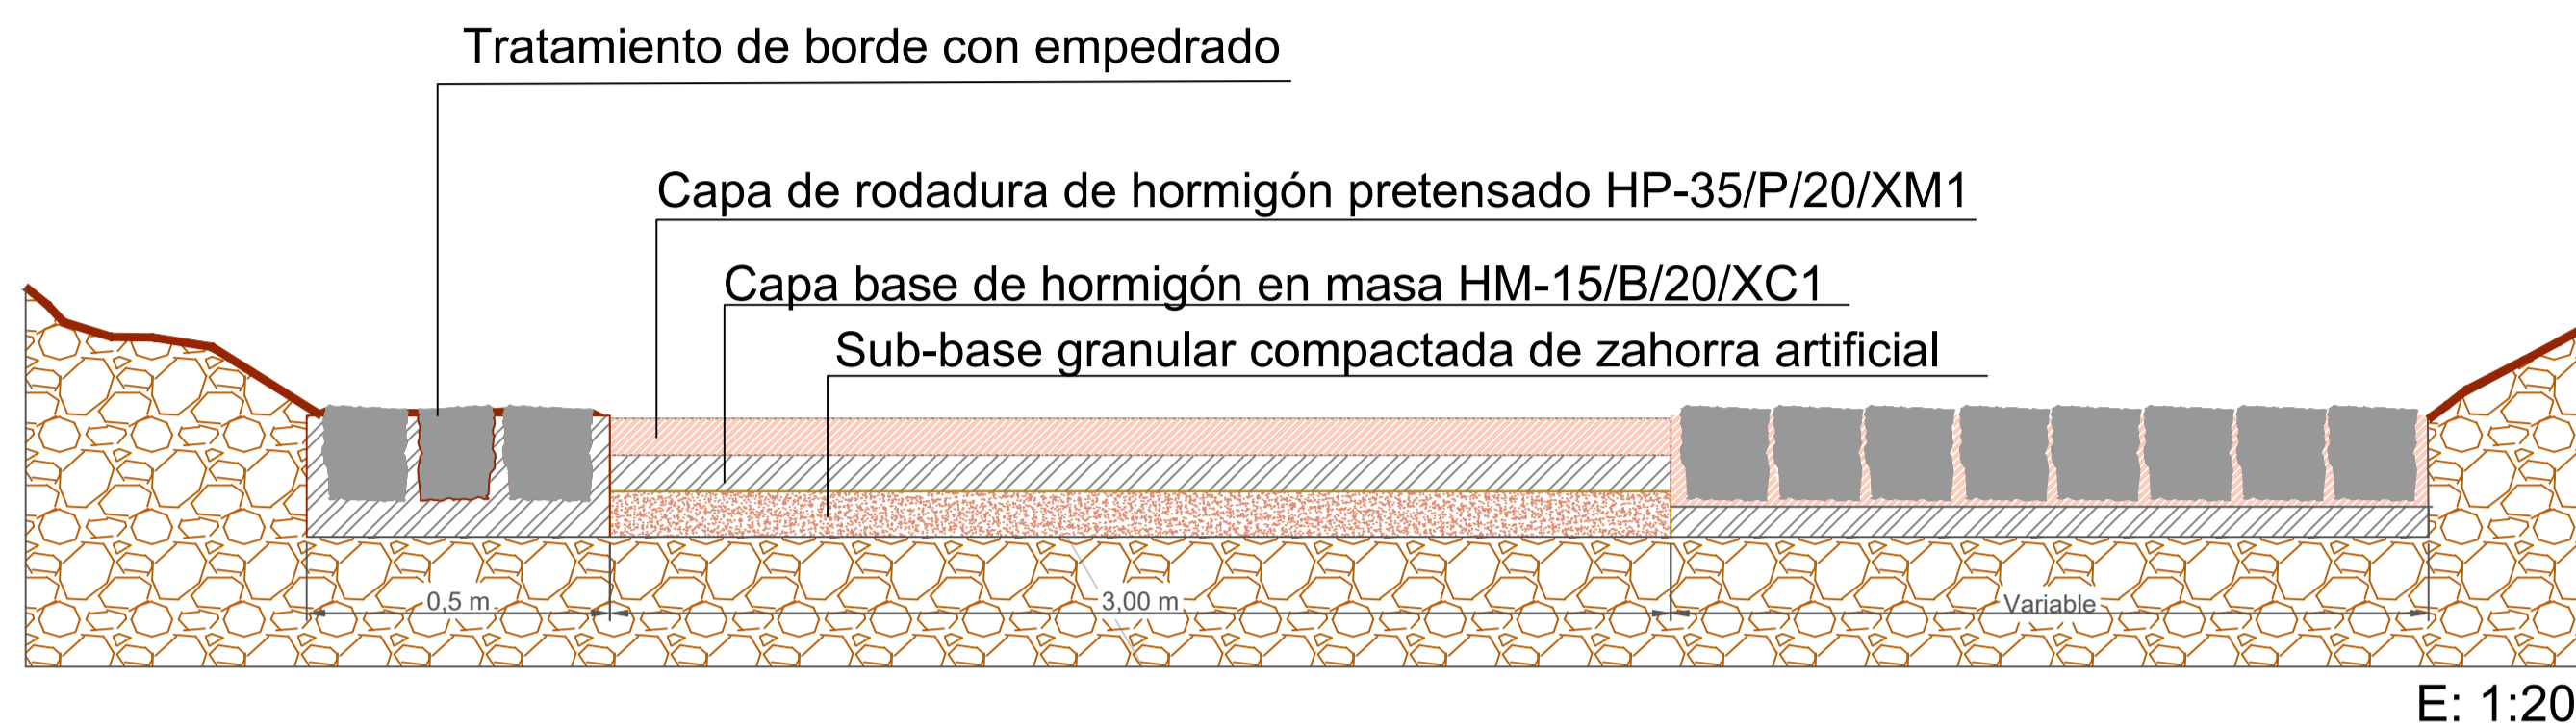 Tratamiento de borde con empedrado
Capa de rodadura de hormigón pretensado HP-35/P/20/XM1
Capa base de hormigón en masa HM-15/B/20/XC1
Sub-base granular compactada de zahorra artificial
0,5 m
3,00 m
Variable
E: 1:20